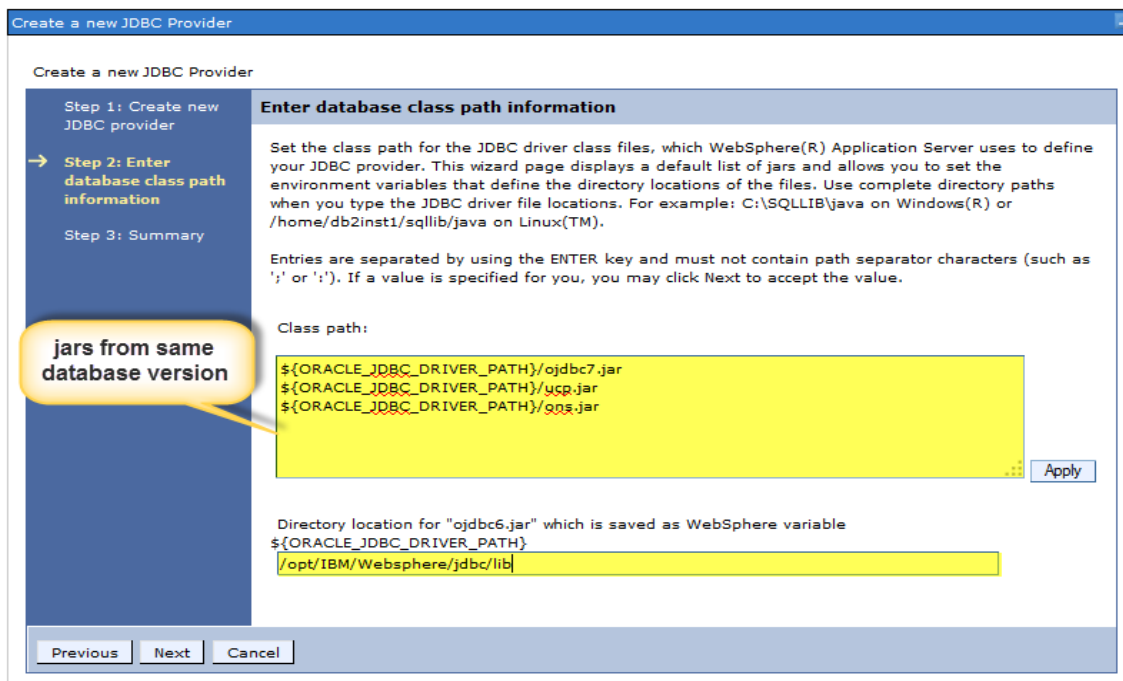 Create a new JDBC Provider
Create a new JDBC Provider
Step 1: Create new
JDBC provider
Step 2: Enter
database class path
information
Step 3: Summary
Enter database class path information
Set the class path for the JDBC driver class files, which WebSphere(R) Application Server uses to define
your JDBC provider. This wizard page displays a default list of jars and allows you to set the
environment variables that define the directory locations of the files. Use complete directory paths
when you type the JDBC driver file locations. For example: C:\SQLLIB\java on Windows(R) or
/home/db2inst1/sqllib/java on Linux(TM).
Entries are separated by using the ENTER key and must not contain path separator characters (such as
';' or ':'). If a value is specified for you, you may click Next to accept the value.
jars from same
database version
Class path:
${ORACLE_JDBC_DRIVER_PATH}/ojdbc7.jar
${ORACLE_JDBC_DRIVER_PATH}/ucp.jar
${ORACLE_JDBC_DRIVER_PATH}/ons.jar
Apply
Directory location for "ojdbc6.jar" which is saved as WebSphere variable
${ORACLE_JDBC_DRIVER_PATH}
/opt/IBM/Websphere/jdbc/lib
Previous Next Cancel